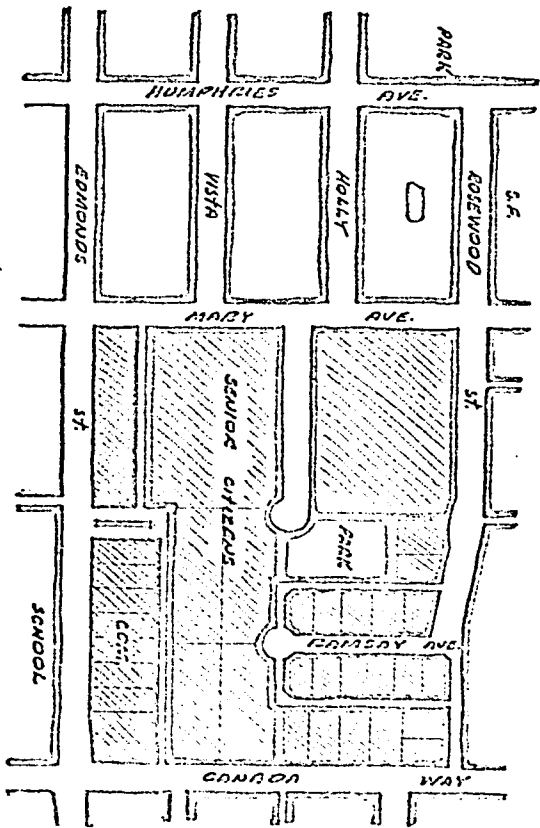 PARK
HUMPHRIES AVE.
EDMONDS
VISTA
HOLLY
ROSEWOOD
S.F.
MARY AVE.
ST.
ST.
SENIOR CITIZENS
PARK
RAMSAY AVE.
SCHOOL
CANADA WAY